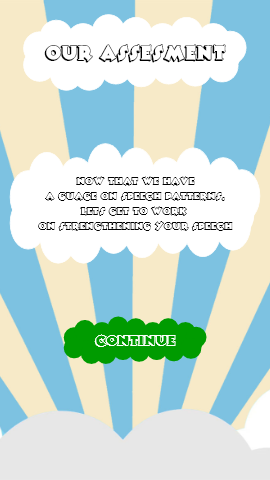 OUR ASSESMENT
NOW THAT WE HAVE
A GUAGE ON SPEECH PATTERNS,
LETS GET TO WORK
ON STRENGTHENING YOUR SPEECH
CONTINUE